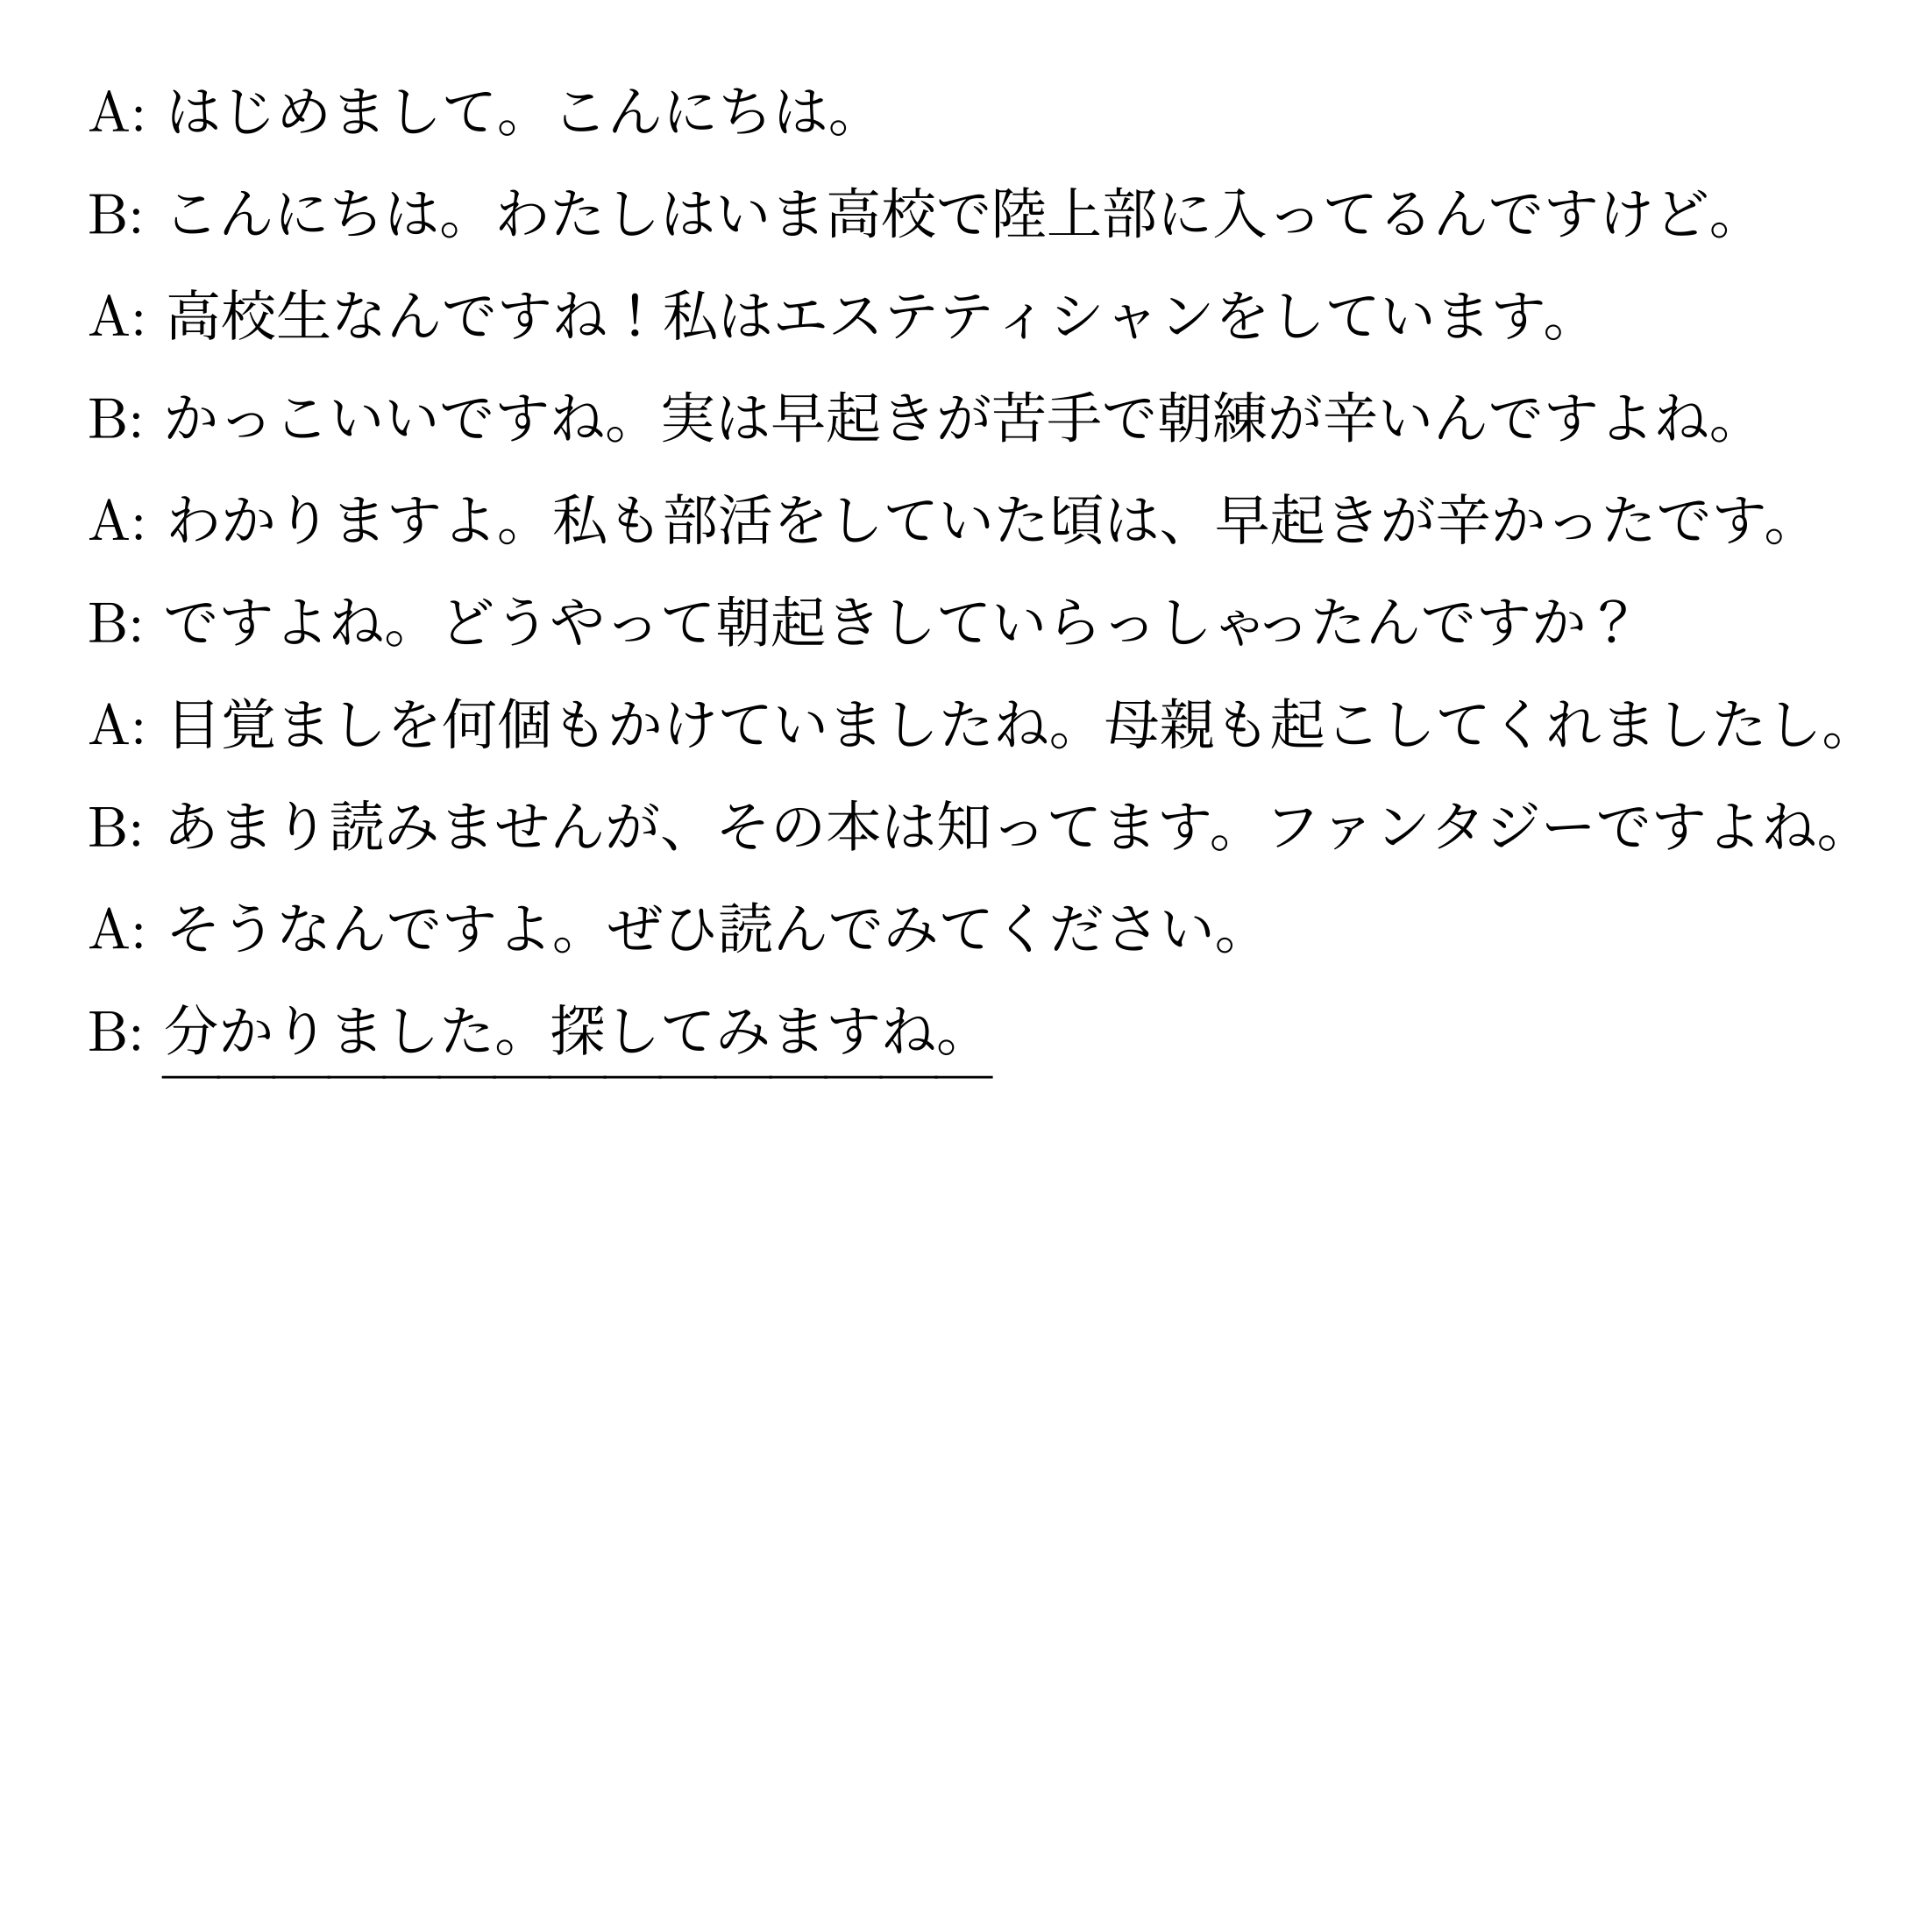 A: はじめまして。こんにちは。
B: こんにちは。わたしはいま高校で陸上部に入ってるんですけど。
A: 高校生なんですね！私はエステティシャンをしています。
B: かっこいいですね。実は早起きが苦手で朝練が辛いんですよね。
A: わかりますよ。私も部活をしていた頃は、早起きが辛かったです。
B: ですよね。どうやって朝起きしていらっしゃったんですか？
A: 目覚ましを何個もかけていましたね。母親も起こしてくれましたし。
B: あまり読みませんが、その本は知ってます。ファンタジーですよね。
A: そうなんですよ。ぜひ読んでみてください。
B: 分かりました。探してみますね。